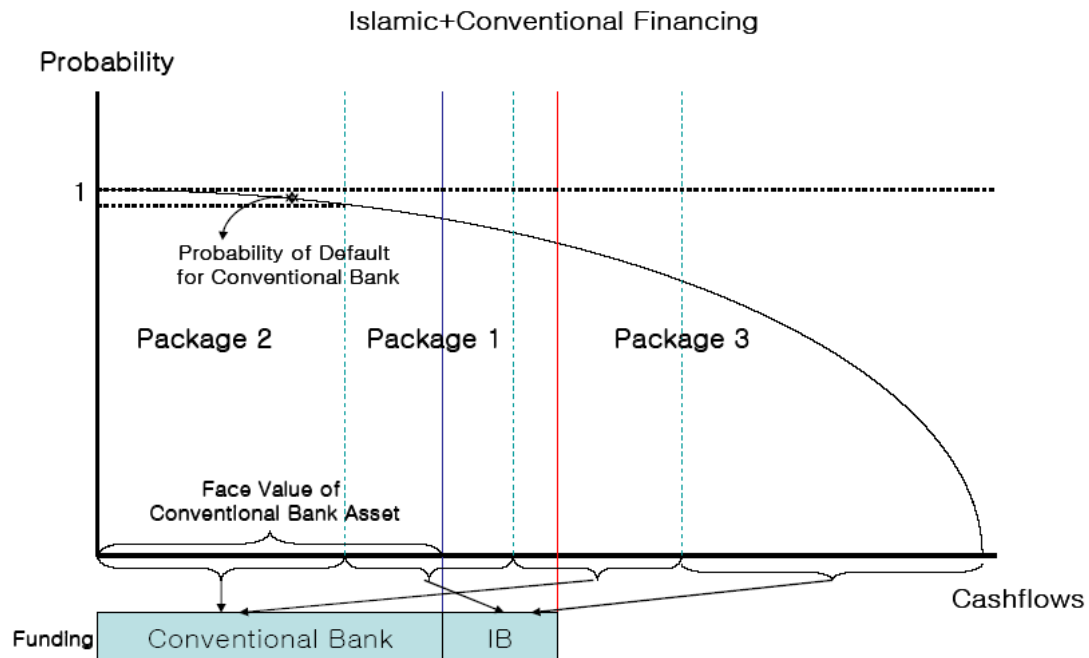 Islamic+Conventional Financing
Probability
1
Probability of Default
for Conventional Bank
Package 2
Package 1
Package 3
Face Value of
Conventional Bank Asset
Cashflows
Funding
Conventional Bank
IB